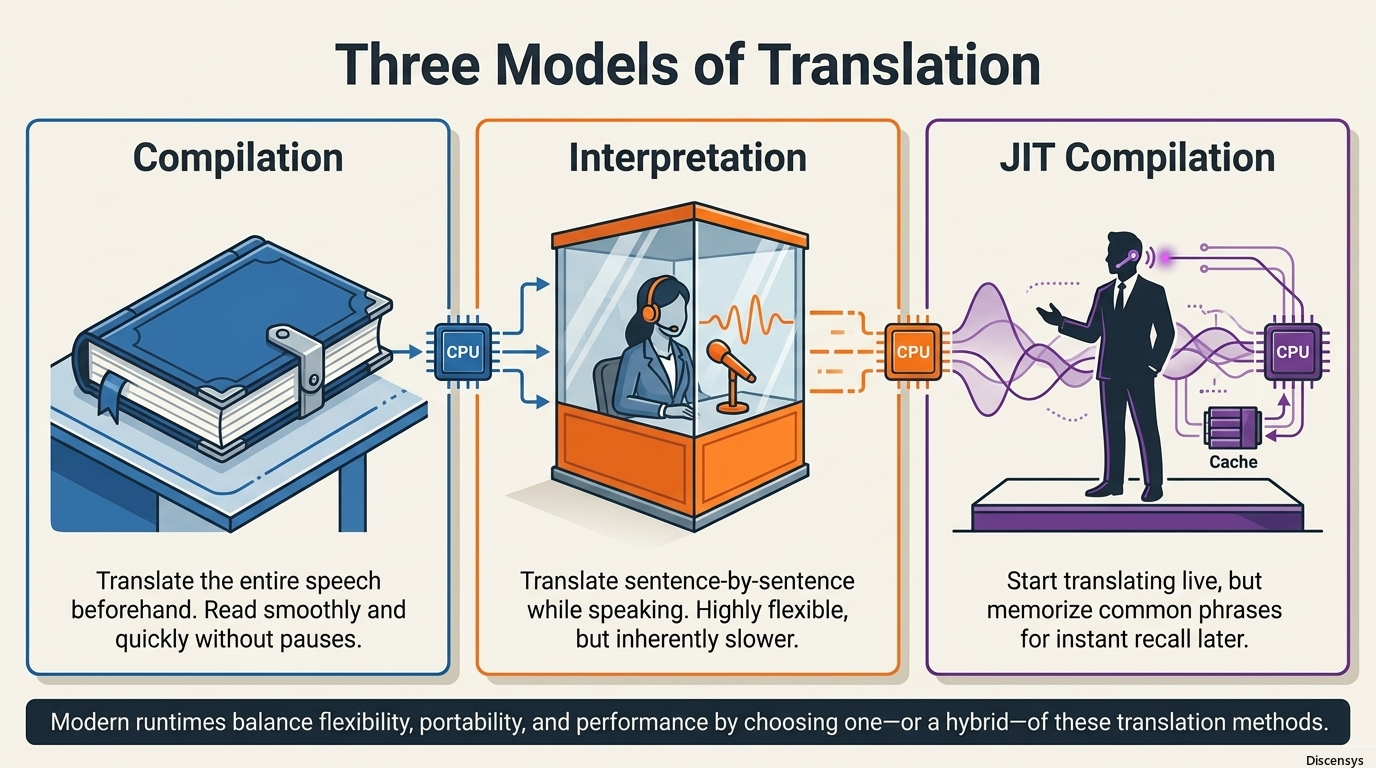 Three Models of Translation
Compilation
CPU
Translate the entire speech
beforehand. Read smoothly and
quickly without pauses.
Interpretation
CPU
Translate sentence-by-sentence
while speaking. Highly flexible,
but inherently slower.
JIT Compilation
CPU
Cache
Start translating live, but
memorize common phrases
for instant recall later.
Modern runtimes balance flexibility, portability, and performance by choosing one—or a hybrid—of these translation methods.
Discensys